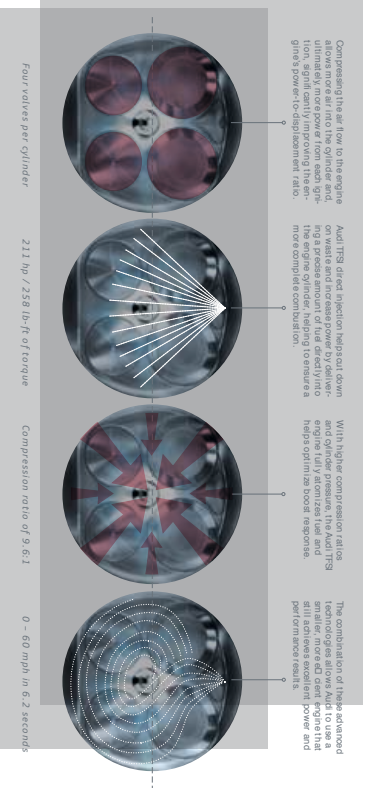 Compressing the air flow to the engine
allows more air into the cylinder and,
ultimately, more power from each igni-
tion, significantly improving the en-
gine's power-to-displacement ratio.
Four valves per cylinder
Audi TFSI direct injection helps cut down
on waste and increase power by deliver-
ing a precise amount of fuel directly into
the engine cylinder, helping to ensure a
more complete combustion.
211 hp / 258 lb-ft of torque
With higher compression ratios
and cylinder pressure, the Audi TFSI
engine fully atomizes fuel and
helps optimize boost response.
Compression ratio of 9.6:1
The combination of these advanced
technologies allows Audi to use a
smaller, more e□cient engine that
still achieves excellent power and
performance results.
0 – 60 mph in 6.2 seconds